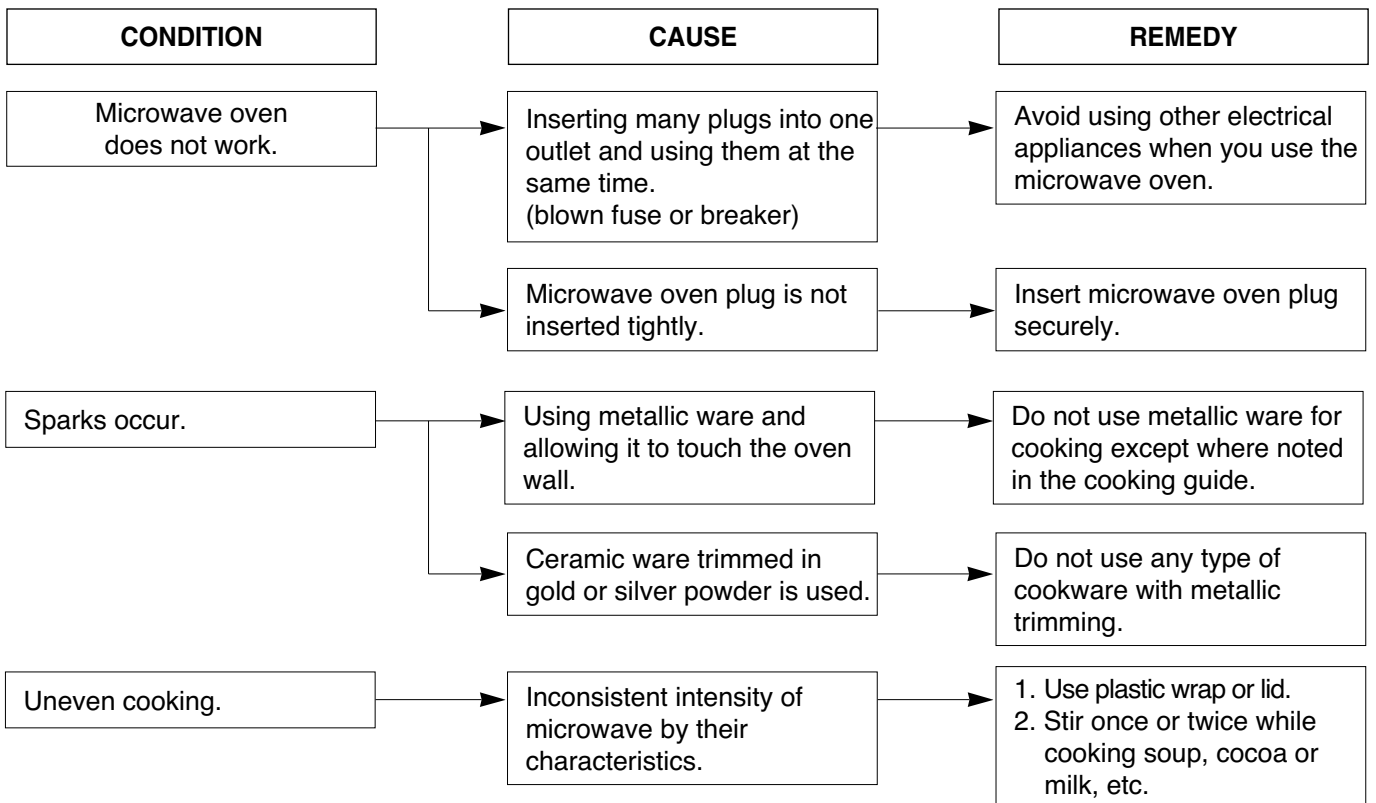 CONDITION
CAUSE
REMEDY
Microwave oven
does not work.
Inserting many plugs into one
outlet and using them at the
same time.
(blown fuse or breaker)
Avoid using other electrical
appliances when you use the
microwave oven.
Microwave oven plug is not
inserted tightly.
Insert microwave oven plug
securely.
Sparks occur.
Using metallic ware and
allowing it to touch the oven
wall.
Do not use metallic ware for
cooking except where noted
in the cooking guide.
Ceramic ware trimmed in
gold or silver powder is used.
Do not use any type of
cookware with metallic
trimming.
Uneven cooking.
Inconsistent intensity of
microwave by their
characteristics.
1. Use plastic wrap or lid.
2. Stir once or twice while
cooking soup, cocoa or
milk, etc.